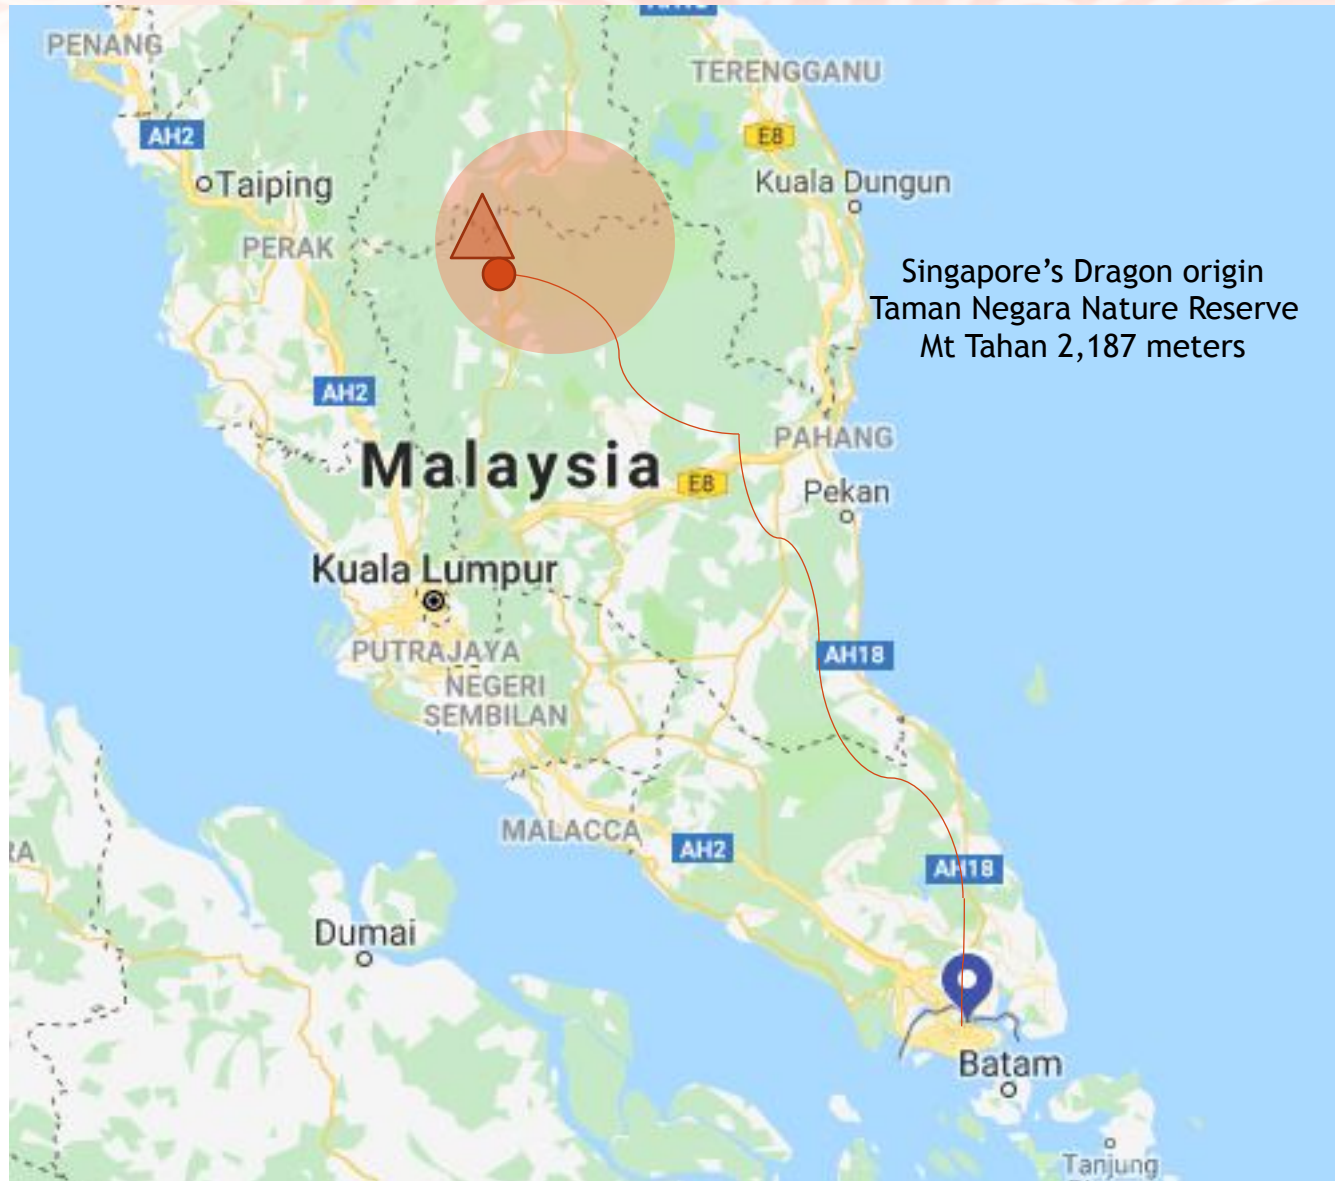 PENANG
TERENGGANU
AH2
E8
Taiping
Kuala Dungun
PERAK
Singapore’s Dragon origin
Taman Negara Nature Reserve
Mt Tahan 2,187 meters
AH2
PAHANG
Malaysia
E8
Pekan
Kuala Lumpur
PUTRAJAYA
AH18
NEGERI
SEMBILAN
MALACCA
AH2
RA
AH18
Dumai
Batam
Tanjung